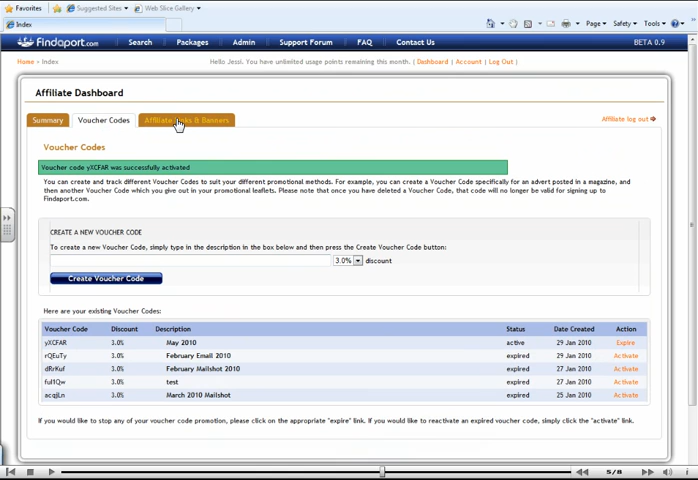 Favorites Suggested Sites Web Slice Gallery
Index Page Safety Tools
Findaport.com Search Packages Admin Support Forum FAQ Contact Us BETA 0.9
Home Index Hello Jessi. You have unlimited usage points remaining this month. | Dashboard | Account | Log Out |
Affiliate Dashboard
Summary Voucher Codes Affiliate Links & Banners Affiliate log out
Voucher Codes
Voucher code yXCFAR was successfully activated
You can create and track different Voucher Codes to suit your different promotional methods. For example, you can create a Voucher Code specifically for an advert posted in a magazine, and
then another Voucher Code which you give out in your promotional leaflets. Please note that once you have deleted a Voucher Code, that code will no longer be valid for signing up to
Findaport.com.
CREATE A NEW VOUCHER CODE
To create a new Voucher Code, simply type in the description in the box below and then press the Create Voucher Code button:
3.0% discount
Create Voucher Code
Here are your existing Voucher Codes:
Voucher Code Discount Description Status Date Created Action
yXCFAR 3.0% May 2010 active 29 Jan 2010 Expire
rQEuTy 3.0% February Email 2010 expired 29 Jan 2010 Activate
dRrKuf 3.0% February Mailshot 2010 expired 27 Jan 2010 Activate
ful1Qw 3.0% test expired 27 Jan 2010 Activate
acqjLn 3.0% March 2010 Mailshot expired 25 Jan 2010 Activate
If you would like to stop any of your voucher code promotion, please click on the appropriate "expire" link. If you would like to reactivate an expired voucher code, simply click the "activate" link.
5/8